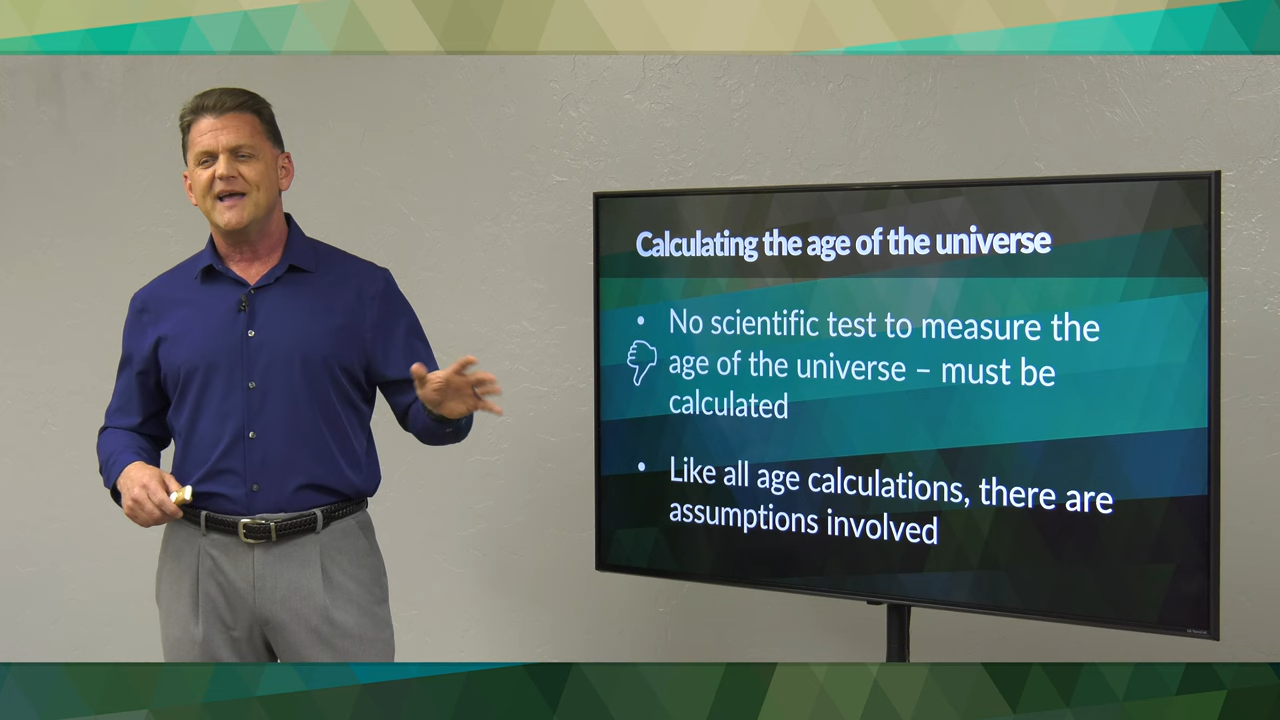 Calculating the age of the universe
• No scientific test to measure the
age of the universe – must be
calculated
• Like all age calculations, there are
assumptions involved